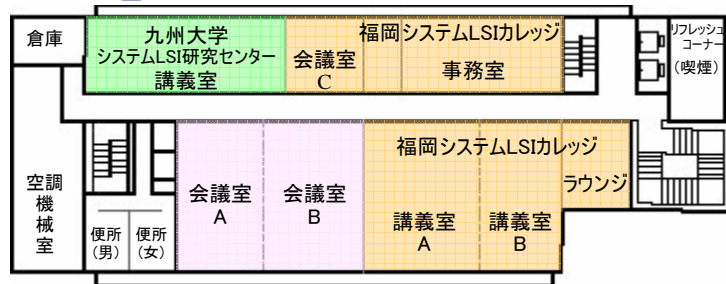 倉庫
九州大学
システムLSI研究センター
講義室
会議室
C
福岡システムLSIカレッジ
事務室
リフレッシュ
コーナー
(喫煙)
空調
機
械
室
便所
(男)
便所
(女)
会議室
A
会議室
B
福岡システムLSIカレッジ
講義室
A
講義室
B
ラウンジ